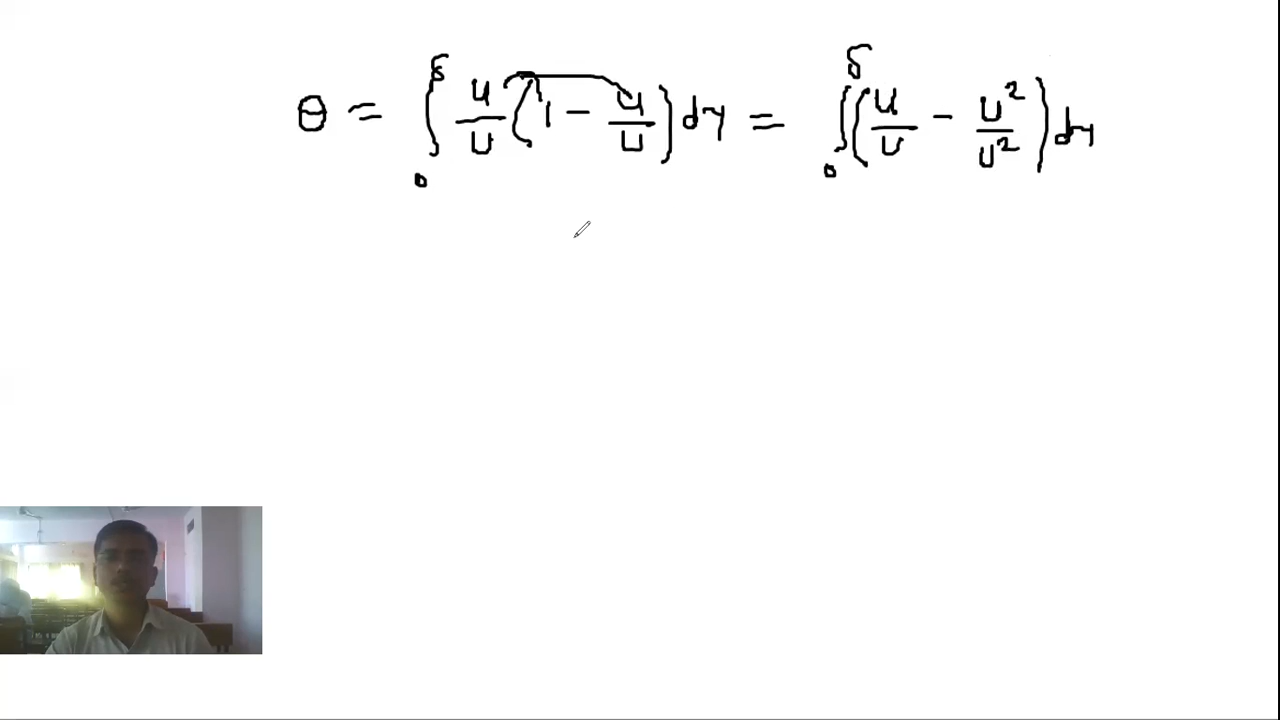 θ = ∫₀^δ u/U (1 − u/U) dy = ∫₀^δ (u/U − u²/U²) dy